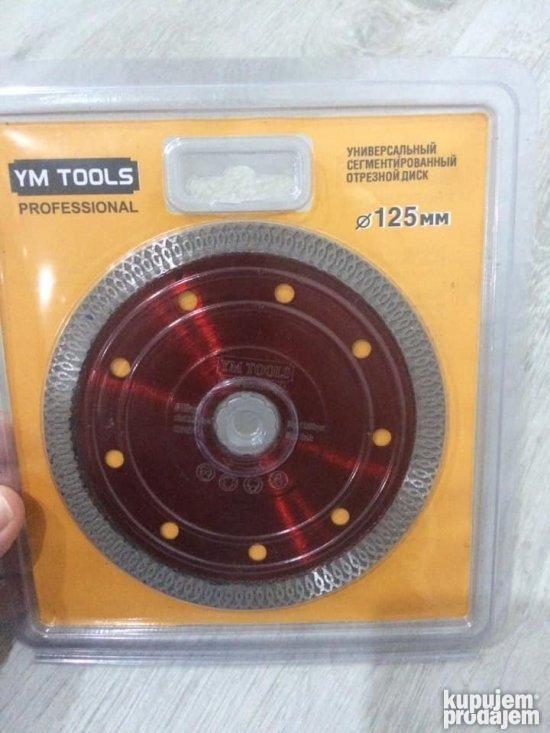 YM TOOLS
PROFESSIONAL
УНИВЕРСАЛЬНЫЙ
СЕГМЕНТИРОВАННЫЙ
ОТРЕЗНОЙ ДИСК
⌀125мм
YM TOOLS
kupujem
prodajem